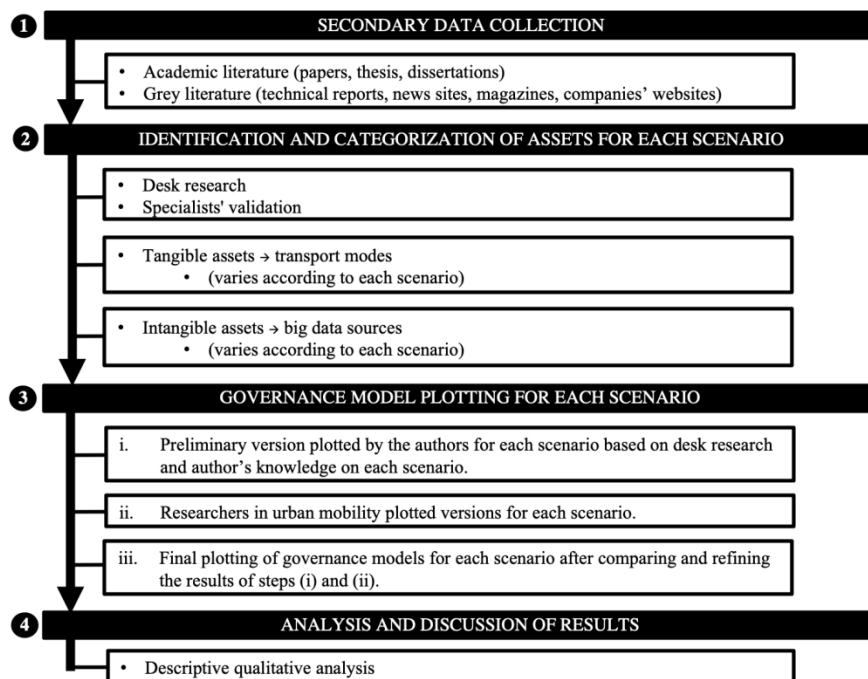 1 SECONDARY DATA COLLECTION
• Academic literature (papers, thesis, dissertations)
• Grey literature (technical reports, news sites, magazines, companies’ websites)
2 IDENTIFICATION AND CATEGORIZATION OF ASSETS FOR EACH SCENARIO
• Desk research
• Specialists' validation
• Tangible assets → transport modes
• (varies according to each scenario)
• Intangible assets → big data sources
• (varies according to each scenario)
3 GOVERNANCE MODEL PLOTTING FOR EACH SCENARIO
i. Preliminary version plotted by the authors for each scenario based on desk research
and author’s knowledge on each scenario.
ii. Researchers in urban mobility plotted versions for each scenario.
iii. Final plotting of governance models for each scenario after comparing and refining
the results of steps (i) and (ii).
4 ANALYSIS AND DISCUSSION OF RESULTS
• Descriptive qualitative analysis